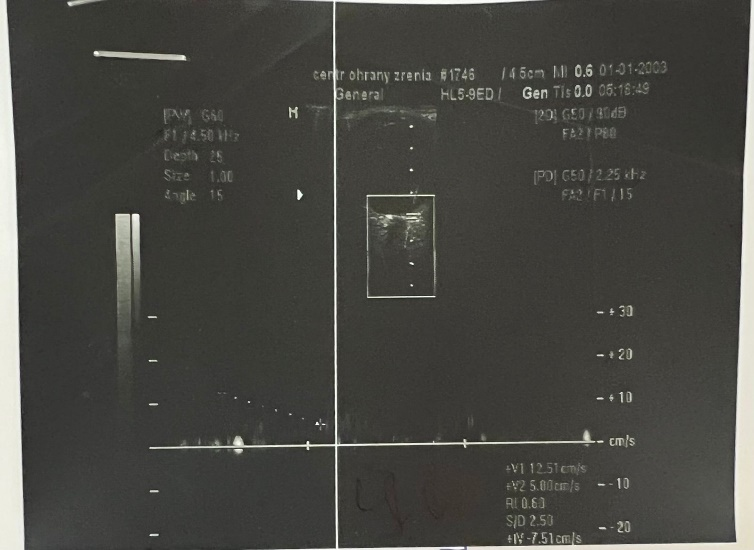 centr ohrany zrenia #1746 / 4.5cm MI 0.6 01-01-2003
General HL5-9ED / Gen TIs 0.0 05:18:49
[PW] G60
F1 / 4.50 kHz
Depth 25
Size 1.00
Angle 15
[2D] G50 / 90dB
FA2 / P80
[PD] G50 / 2.25 kHz
FA2 / F1 / 15
+ 30
+ 20
+ 10
cm/s
- 10
- 20
+V1 12.51cm/s
+V2 5.00cm/s
RI 0.60
S/D 2.50
+IV -7.51cm/s